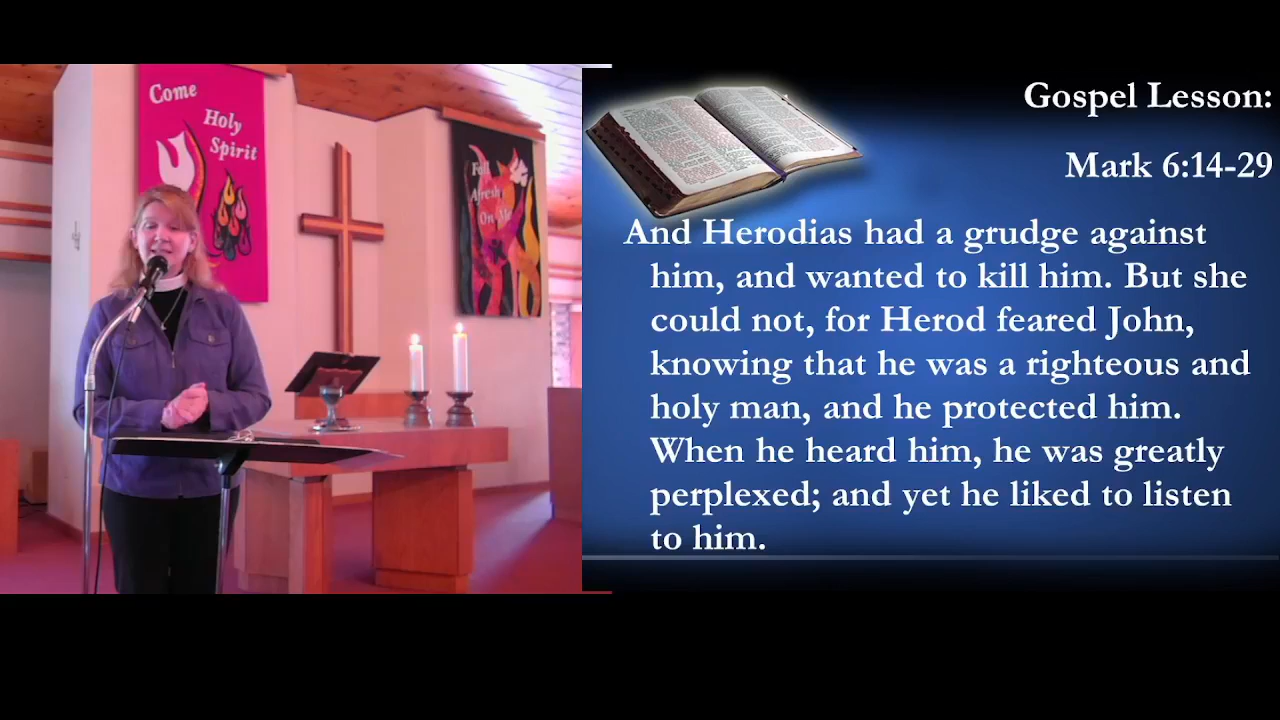 Come
Holy
Spirit
Fall
Afresh
On Me
Gospel Lesson:
Mark 6:14-29
And Herodias had a grudge against
him, and wanted to kill him. But she
could not, for Herod feared John,
knowing that he was a righteous and
holy man, and he protected him.
When he heard him, he was greatly
perplexed; and yet he liked to listen
to him.